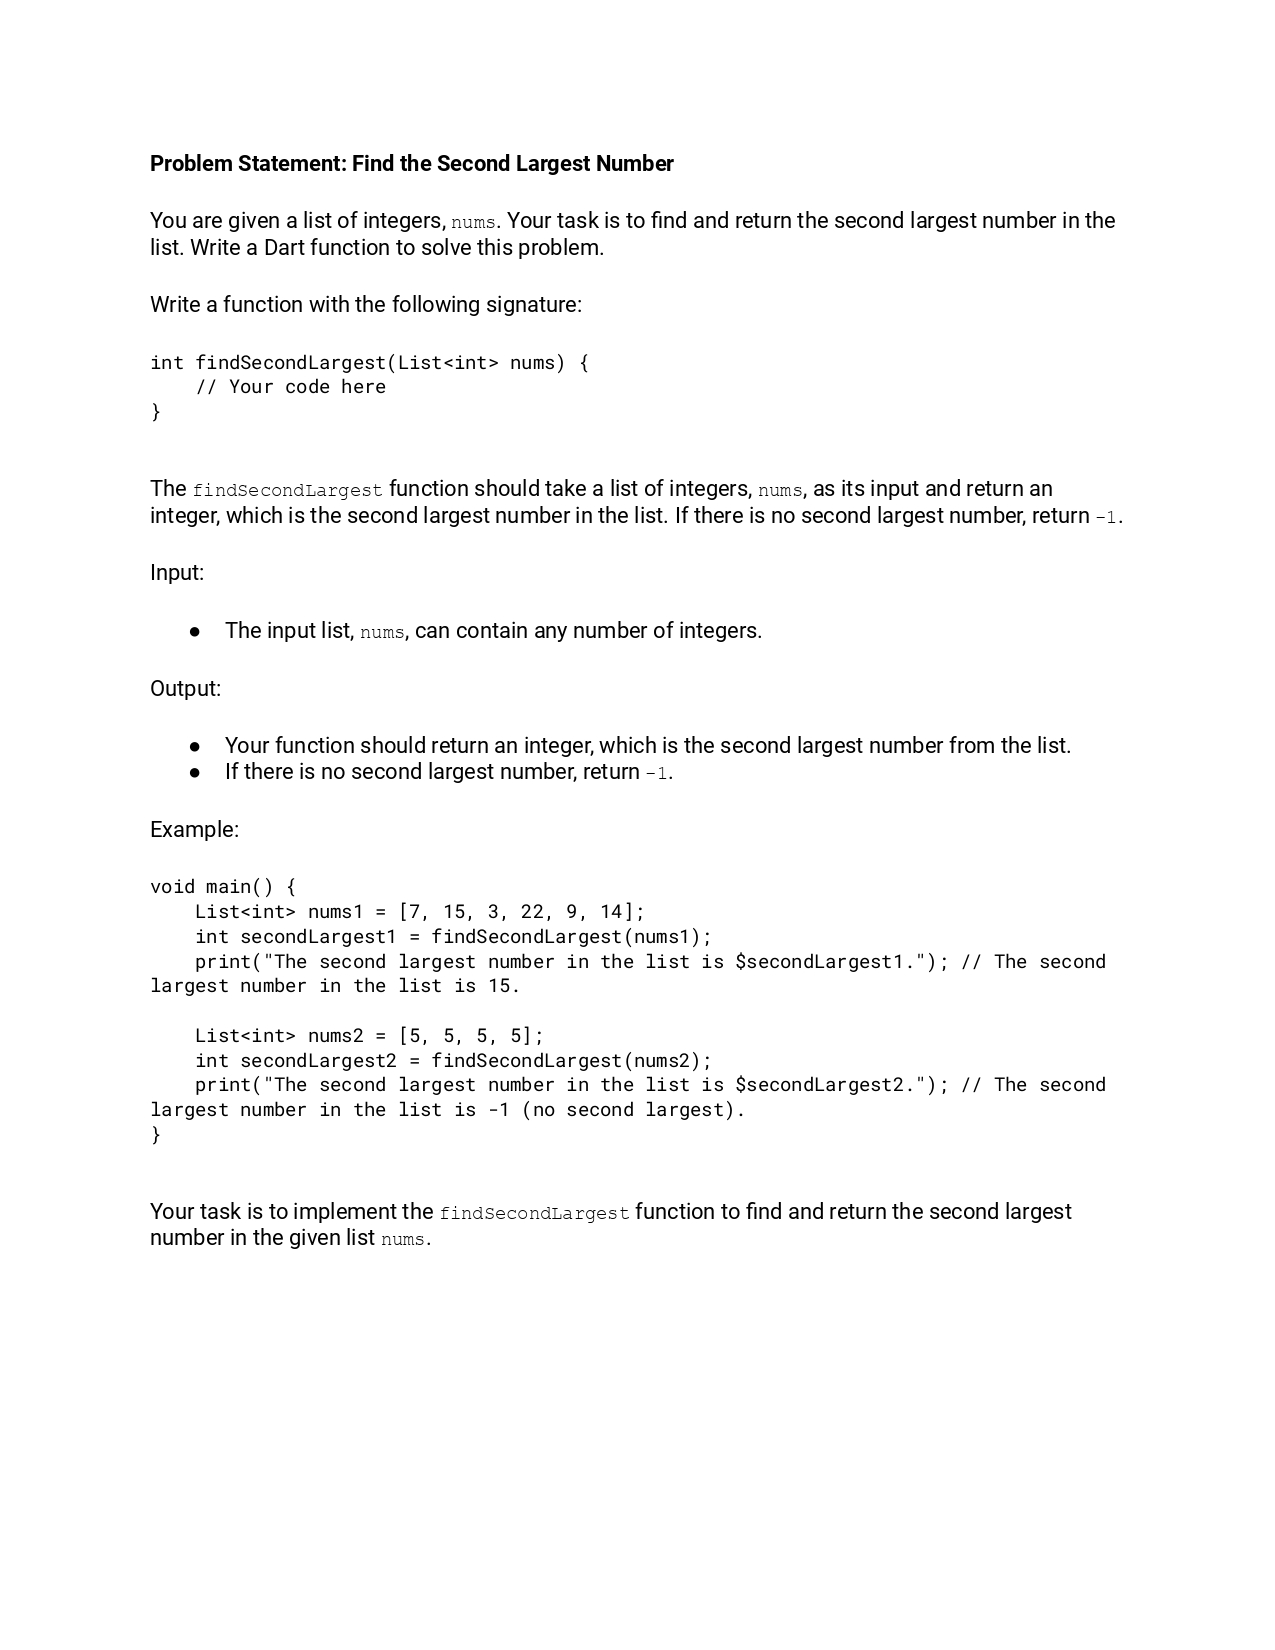 Problem Statement: Find the Second Largest Number
You are given a list of integers, nums. Your task is to find and return the second largest number in the
list. Write a Dart function to solve this problem.
Write a function with the following signature:
int findSecondLargest(List<int> nums) {
    // Your code here
}
The findSecondLargest function should take a list of integers, nums, as its input and return an
integer, which is the second largest number in the list. If there is no second largest number, return -1.
Input:
● The input list, nums, can contain any number of integers.
Output:
● Your function should return an integer, which is the second largest number from the list.
● If there is no second largest number, return -1.
Example:
void main() {
    List<int> nums1 = [7, 15, 3, 22, 9, 14];
    int secondLargest1 = findSecondLargest(nums1);
    print("The second largest number in the list is $secondLargest1."); // The second
largest number in the list is 15.
    List<int> nums2 = [5, 5, 5, 5];
    int secondLargest2 = findSecondLargest(nums2);
    print("The second largest number in the list is $secondLargest2."); // The second
largest number in the list is -1 (no second largest).
}
Your task is to implement the findSecondLargest function to find and return the second largest
number in the given list nums.